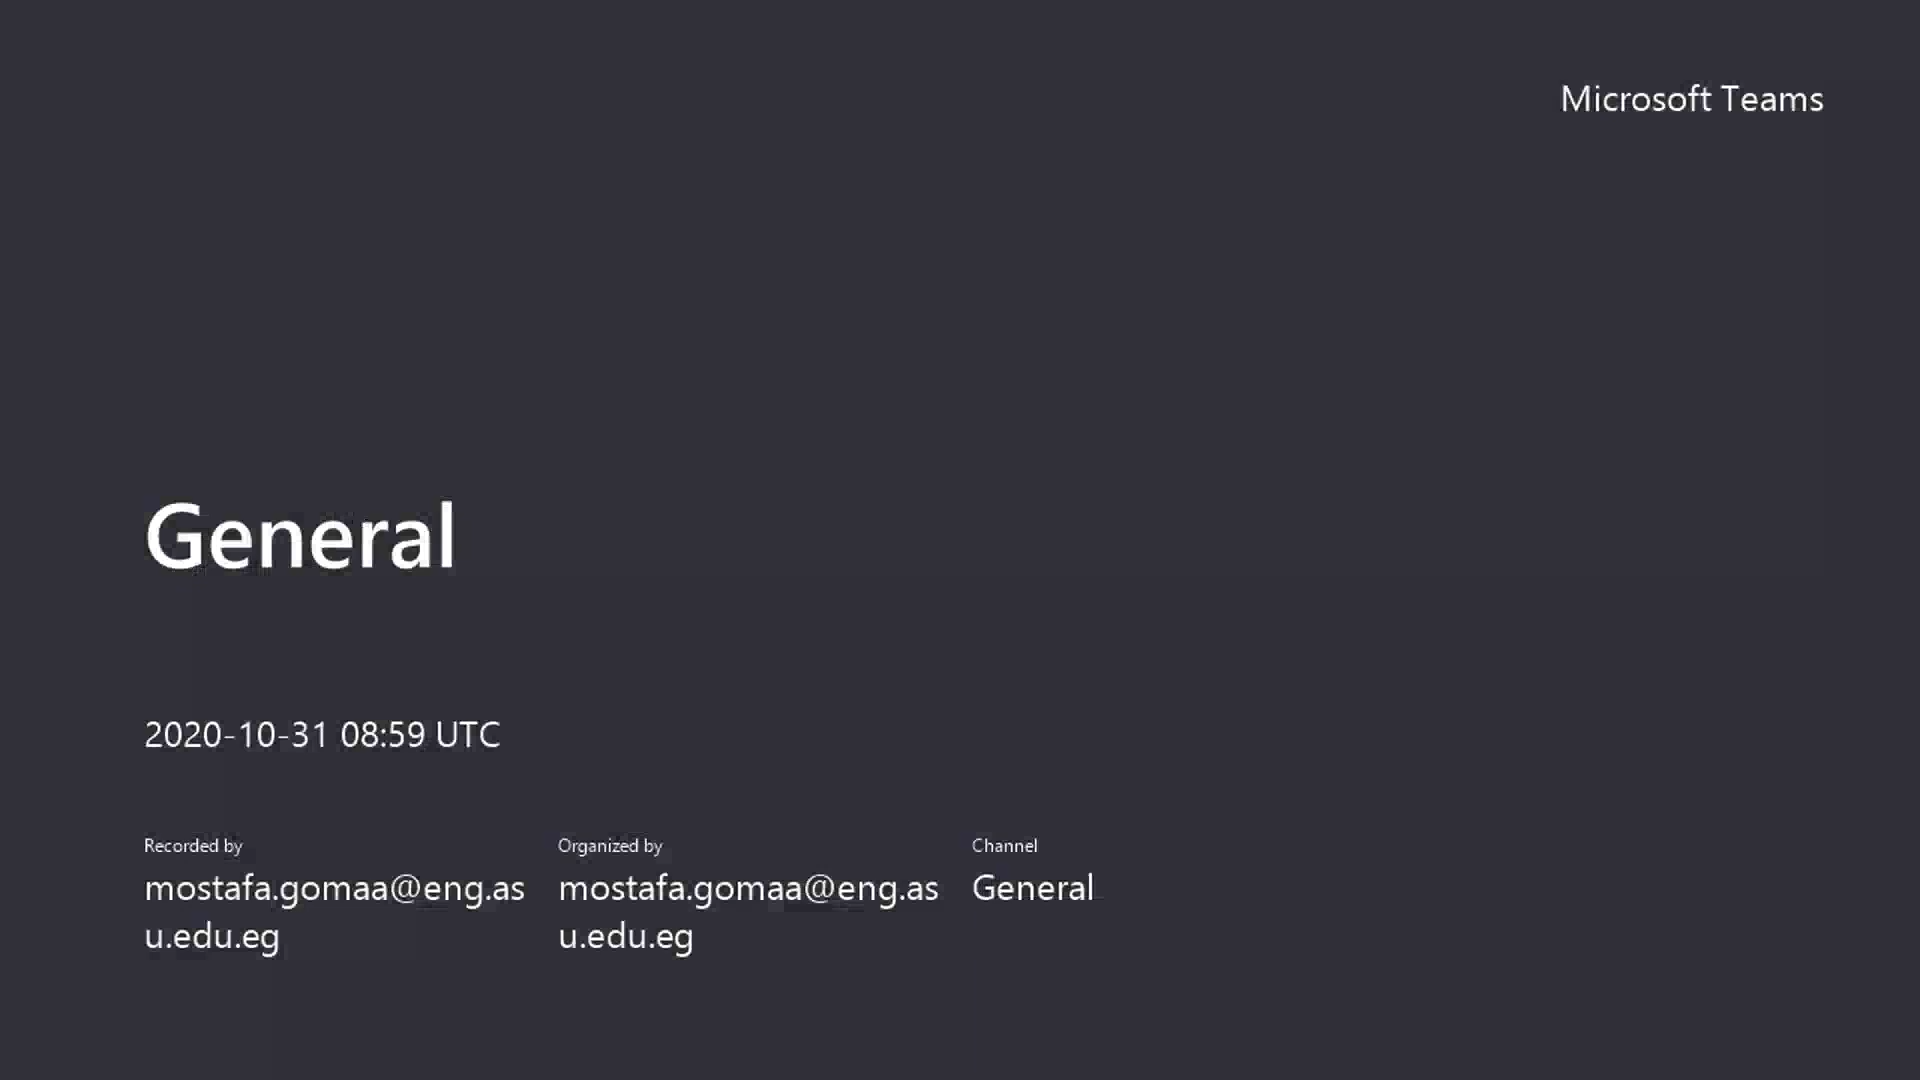 Microsoft Teams
General
2020-10-31 08:59 UTC
Recorded by
mostafa.gomaa@eng.as
u.edu.eg
Organized by
mostafa.gomaa@eng.as
u.edu.eg
Channel
General